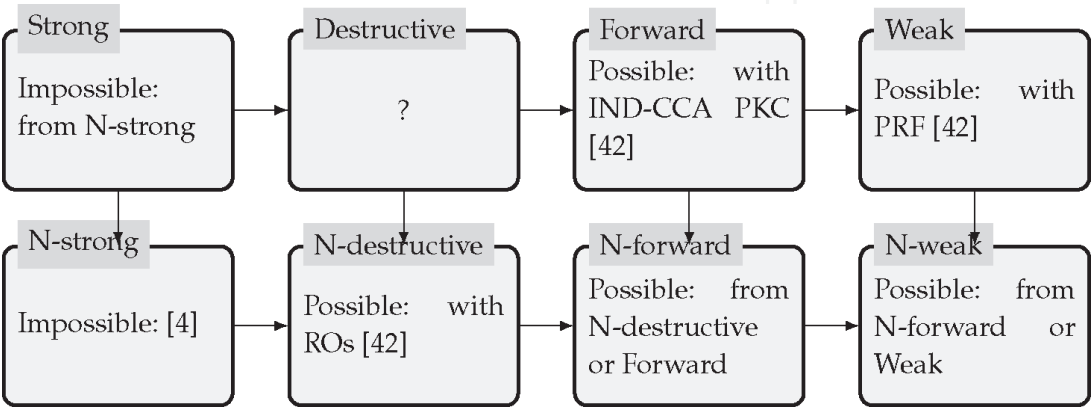 Strong
Impossible:
from N-strong
Destructive
?
Forward
Possible: with
IND-CCA PKC
[42]
Weak
Possible: with
PRF [42]
N-strong
Impossible: [4]
N-destructive
Possible: with
ROs [42]
N-forward
Possible: from
N-destructive
or Forward
N-weak
Possible: from
N-forward or
Weak